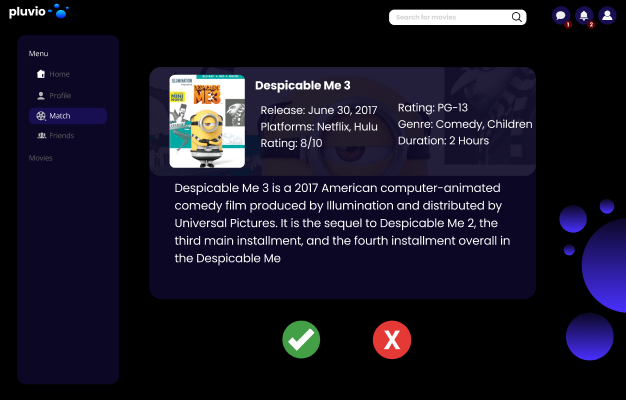 pluvio
Search for movies
1
2
Menu
Home
Profile
Match
Friends
Movies
ILLUMINATION
DESPICABLE
ME3
MINI
MOVIE
Despicable Me 3
Release: June 30, 2017
Platforms: Netflix, Hulu
Rating: 8/10
Rating: PG-13
Genre: Comedy, Children
Duration: 2 Hours
Despicable Me 3 is a 2017 American computer-animated
comedy film produced by Illumination and distributed by
Universal Pictures. It is the sequel to Despicable Me 2, the
third main installment, and the fourth installment overall in
the Despicable Me
X